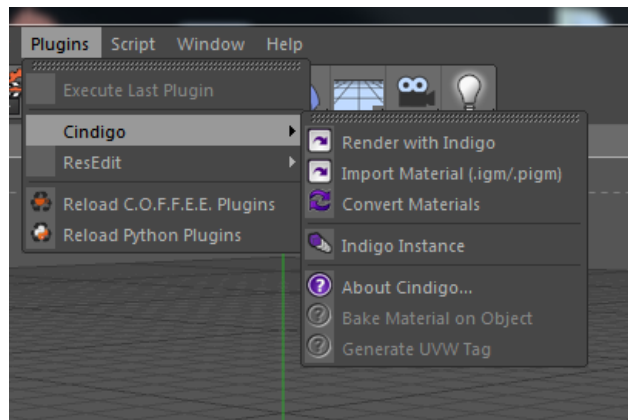 Plugins Script Window Help
Execute Last Plugin
Cindigo
ResEdit
Reload C.O.F.F.E.E. Plugins
Reload Python Plugins
Render with Indigo
Import Material (.igm/.pigm)
Convert Materials
Indigo Instance
About Cindigo...
Bake Material on Object
Generate UVW Tag